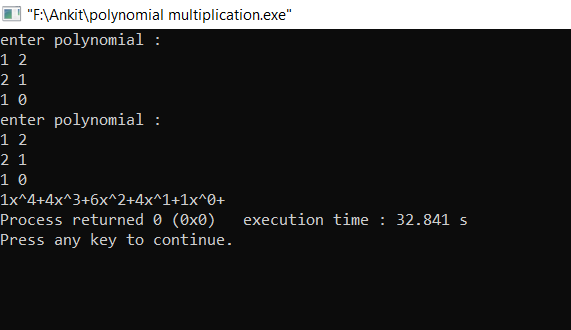 "F:\Ankit\polynomial multiplication.exe"
enter polynomial :
1 2
2 1
1 0
enter polynomial :
1 2
2 1
1 0
1x^4+4x^3+6x^2+4x^1+1x^0+
Process returned 0 (0x0)   execution time : 32.841 s
Press any key to continue.